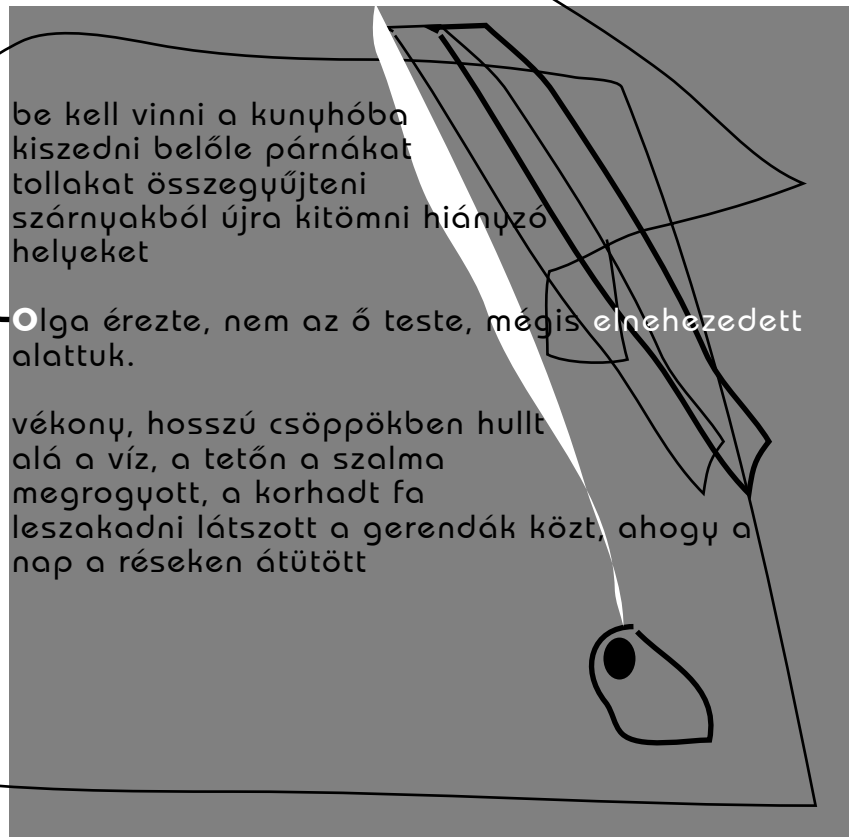 be kell vinni a kunyhóba
kiszedni belőle párnákat
tollakat összegyűjteni
szárnyakból újra kitömni hiányzó
helyeket
Olga érezte, nem az ő teste, mégis elnehezedett
alattuk.
vékony, hosszú csöppökben hullt
alá a víz, a tetőn a szalma
megrogyott, a korhadt fa
leszakadni látszott a gerendák közt, ahogy a
nap a réseken átütött